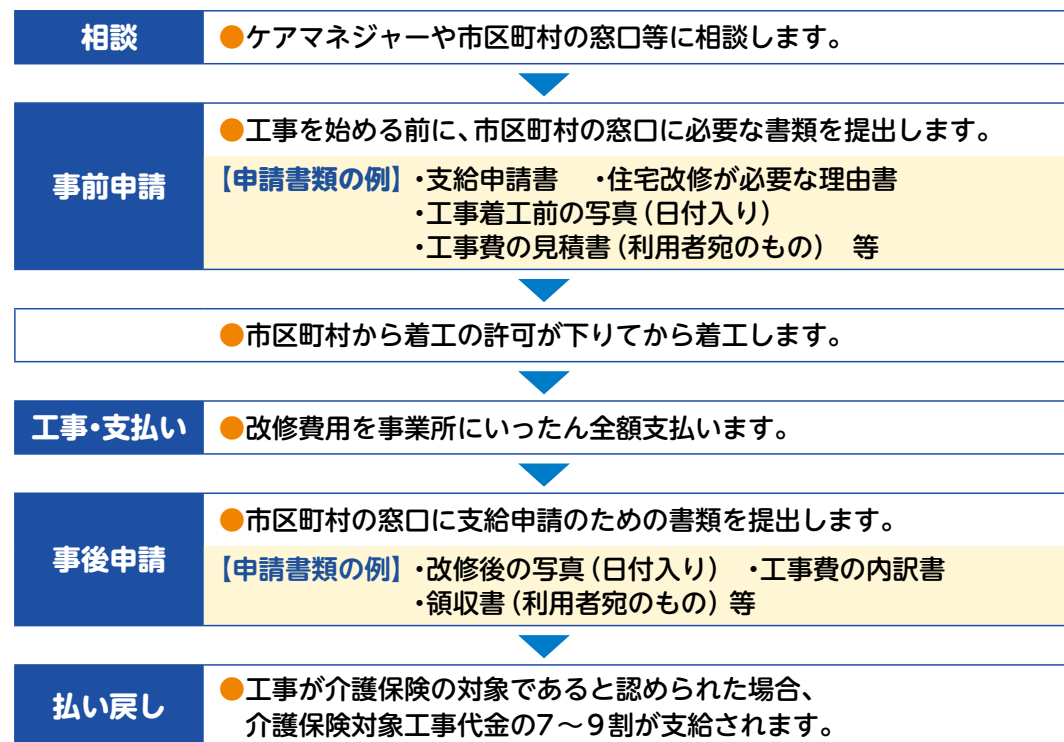 相談
●ケアマネジャーや市区町村の窓口等に相談します。
事前申請
●工事を始める前に、市区町村の窓口に必要な書類を提出します。
【申請書類の例】・支給申請書　・住宅改修が必要な理由書
・工事着工前の写真（日付入り）
・工事費の見積書（利用者宛のもの）　等
●市区町村から着工の許可が下りてから着工します。
工事・支払い
●改修費用を事業所にいったん全額支払います。
事後申請
●市区町村の窓口に支給申請のための書類を提出します。
【申請書類の例】・改修後の写真（日付入り）　・工事費の内訳書
・領収書（利用者宛のもの）等
払い戻し
●工事が介護保険の対象であると認められた場合、
介護保険対象工事代金の7～9割が支給されます。